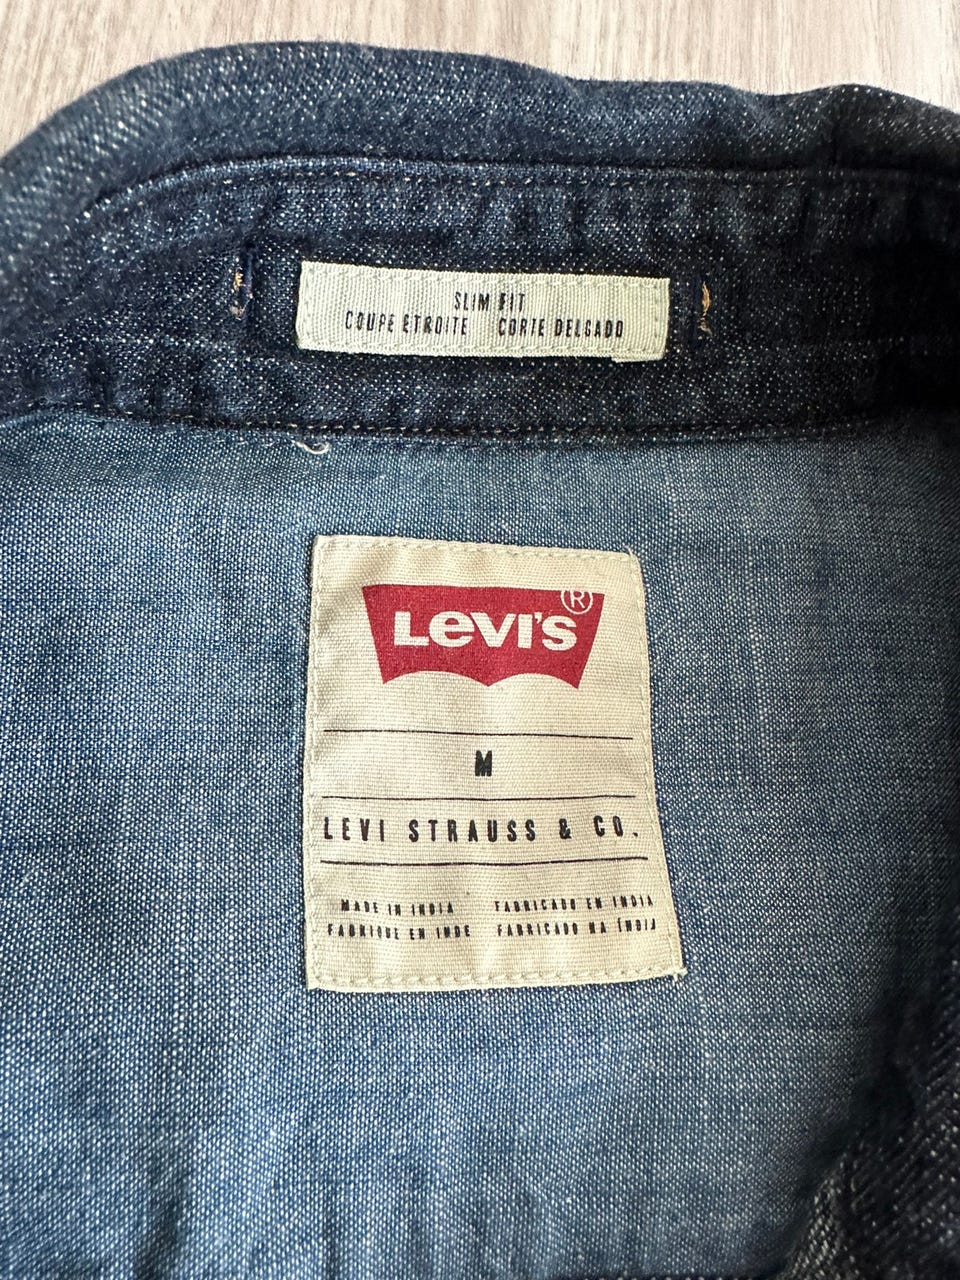 SLIM FIT
COUPE ETROITE CORTE DELGADO
LEVI'S®
M
LEVI STRAUSS & CO.
MADE IN INDIA FABRICADO EN INDIA
FABRIQUE EN INDE FABRICADO NA ÍNDIA